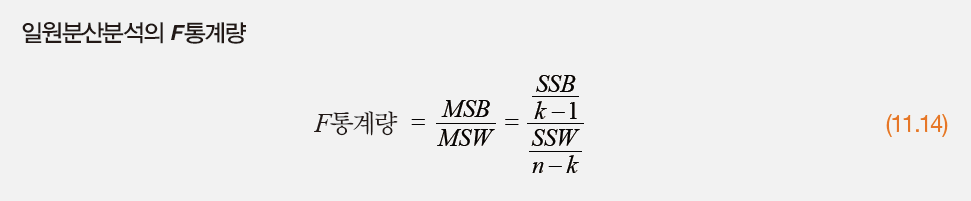 일원분산분석의 F통계량
F통계량 = MSB/MSW = (SSB/(k−1))/(SSW/(n−k)) (11.14)